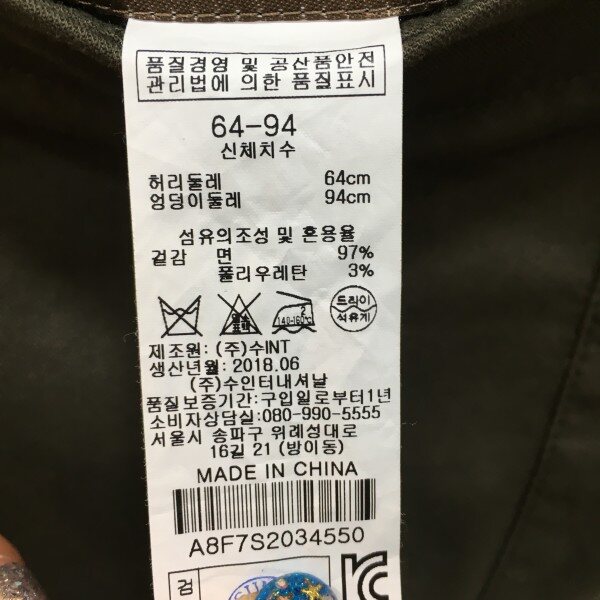 품질경영 및 공산품안전
관리법에 의한 품질표시
64-94
신체치수
허리둘레 64cm
엉덩이둘레 94cm
섬유의조성 및 혼용율
겉감 면 97%
폴리우레탄 3%
2
140-160℃
드라이
석유계
제조원: (주)수INT
생산년월: 2018.06
(주)수인터내셔날
품질보증기간:구입일로부터1년
소비자상담실:080-990-5555
서울시 송파구 위례성대로
16길 21 (방이동)
MADE IN CHINA
A8F7S2034550
검